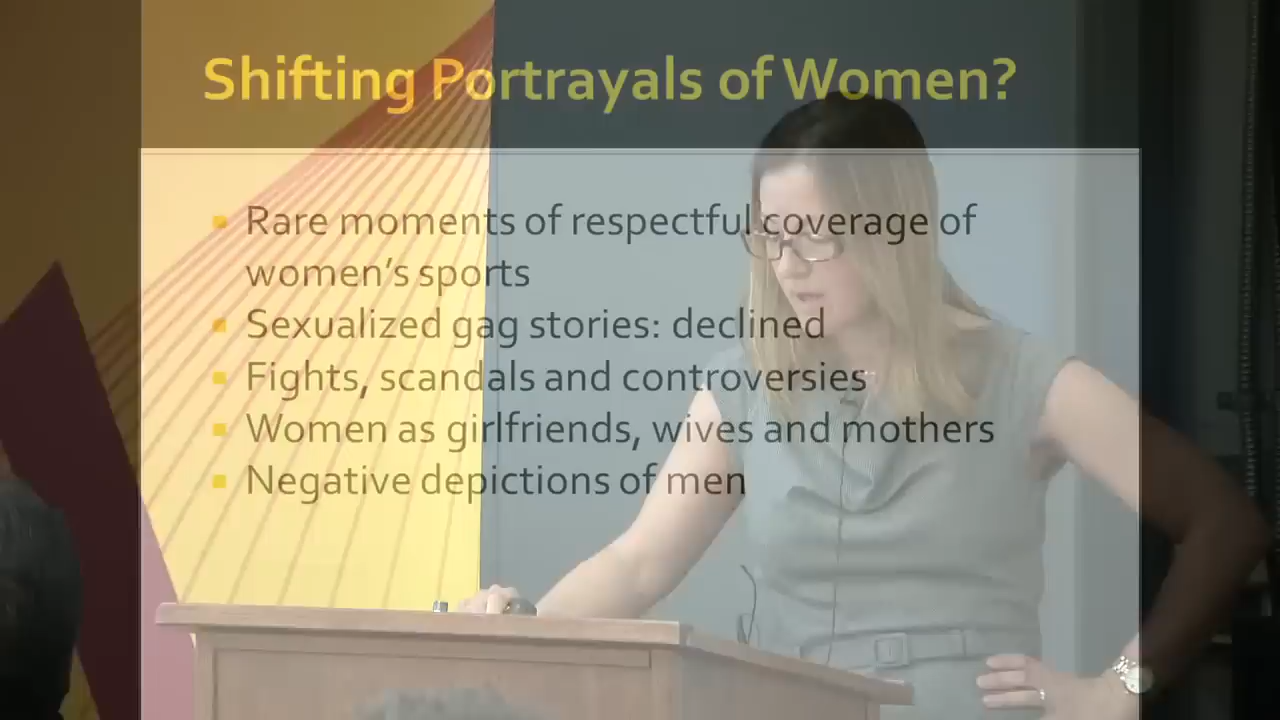 Shifting Portrayals of Women?
Rare moments of respectful coverage of
women's sports
Sexualized gag stories: declined
Fights, scandals and controversies
Women as girlfriends, wives and mothers
Negative depictions of men